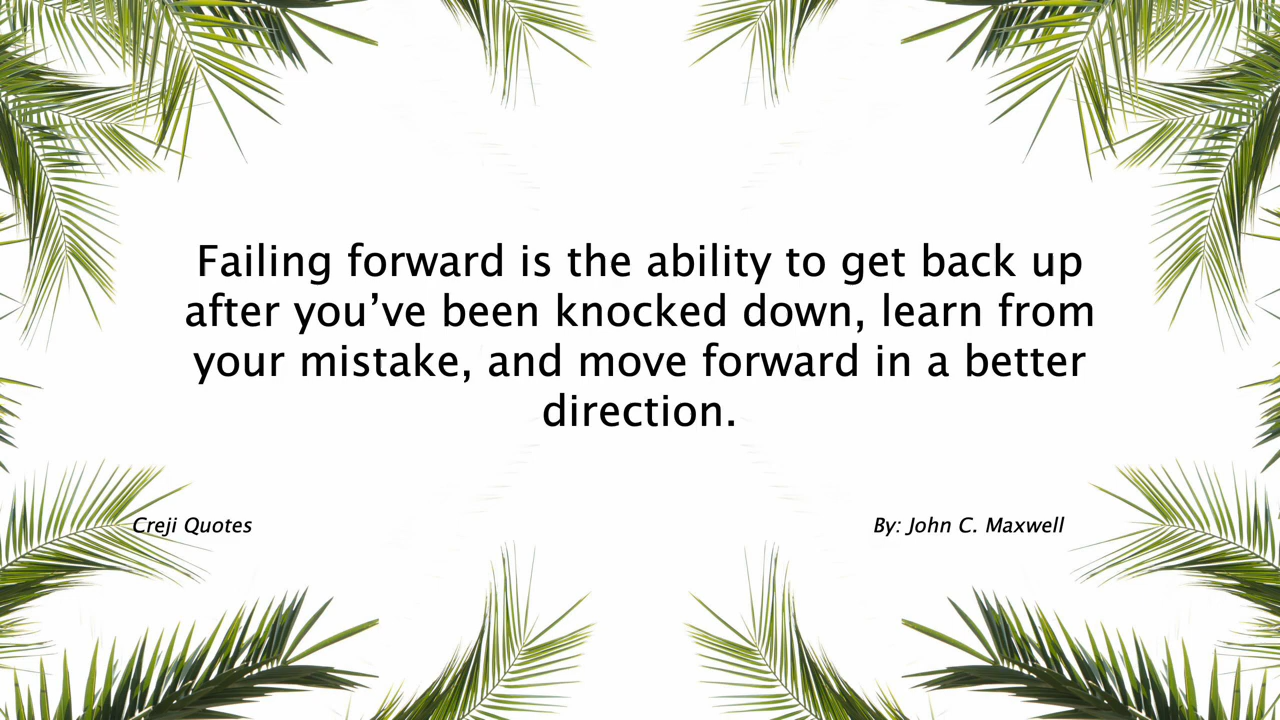 Failing forward is the ability to get back up
after you’ve been knocked down, learn from
your mistake, and move forward in a better
direction.
Creji Quotes
By: John C. Maxwell